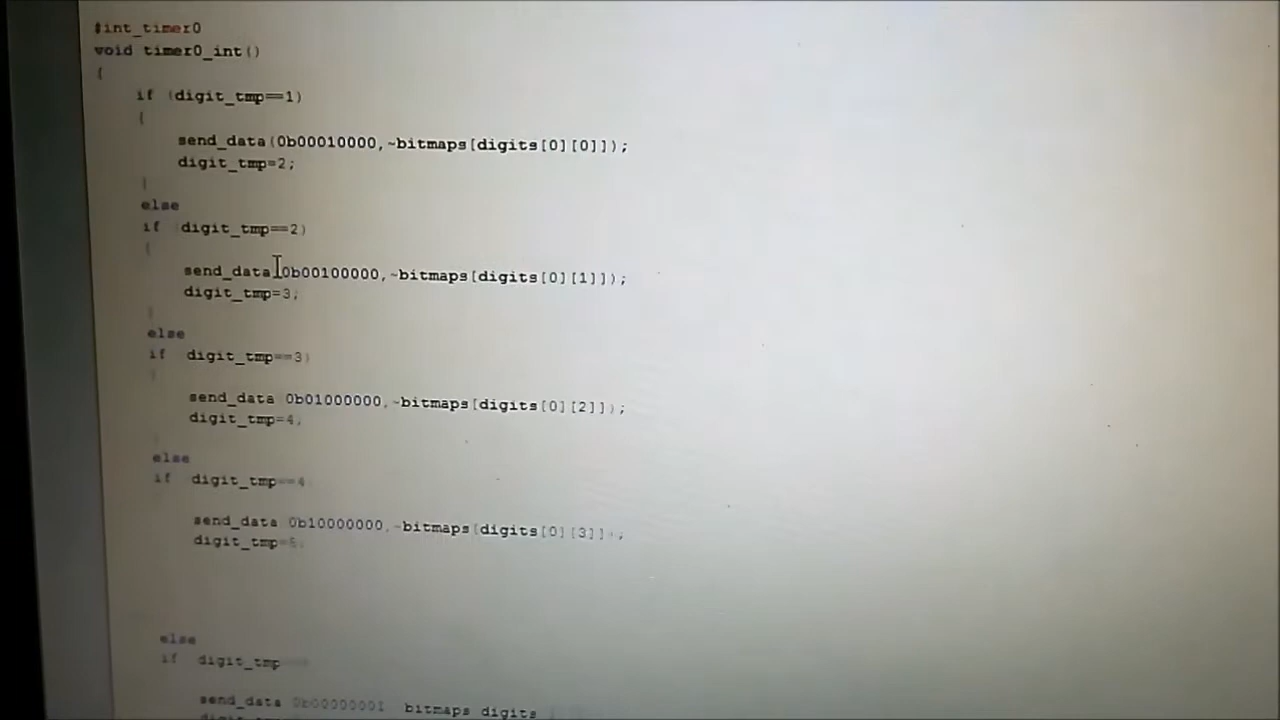 #int_timer0
void timer0_int()
{
if (digit_tmp==1)
{
send_data(0b00010000,~bitmaps[digits[0][0]]);
digit_tmp=2;
}
else
if (digit_tmp==2)
{
send_data(0b00100000,~bitmaps[digits[0][1]]);
digit_tmp=3;
}
else
if digit_tmp==3)
send_data 0b01000000,~bitmaps[digits[0][2]]);
digit_tmp=4;
else
if digit_tmp==4
send_data 0b10000000,~bitmaps[digits[0][3]]);
digit_tmp=
else
if digit_tmp
send_data 0b00000001 bitmaps digits